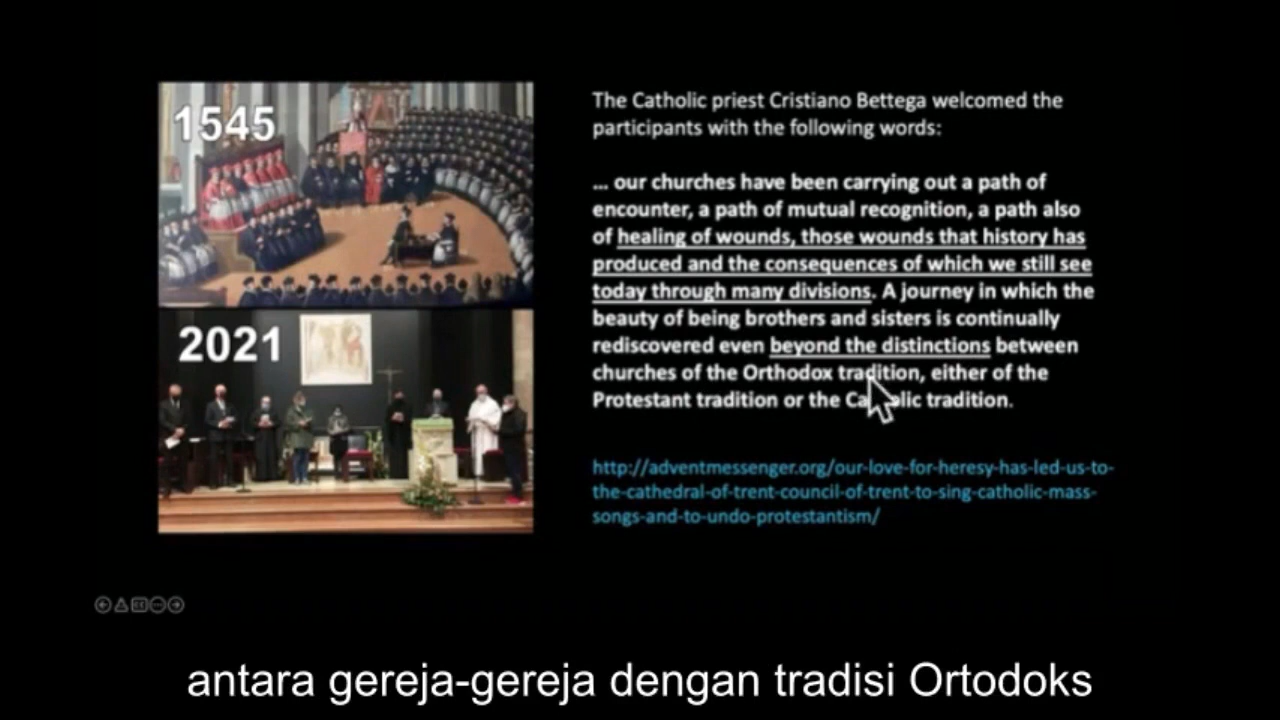 1545
2021
The Catholic priest Cristiano Bettega welcomed the
participants with the following words:
... our churches have been carrying out a path of
encounter, a path of mutual recognition, a path also
of healing of wounds, those wounds that history has
produced and the consequences of which we still see
today through many divisions. A journey in which the
beauty of being brothers and sisters is continually
rediscovered even beyond the distinctions between
churches of the Orthodox tradition, either of the
Protestant tradition or the Catholic tradition.
http://adventmessenger.org/our-love-for-heresy-has-led-us-to-
the-cathedral-of-trent-council-of-trent-to-sing-catholic-mass-
songs-and-to-undo-protestantism/
antara gereja-gereja dengan tradisi Ortodoks